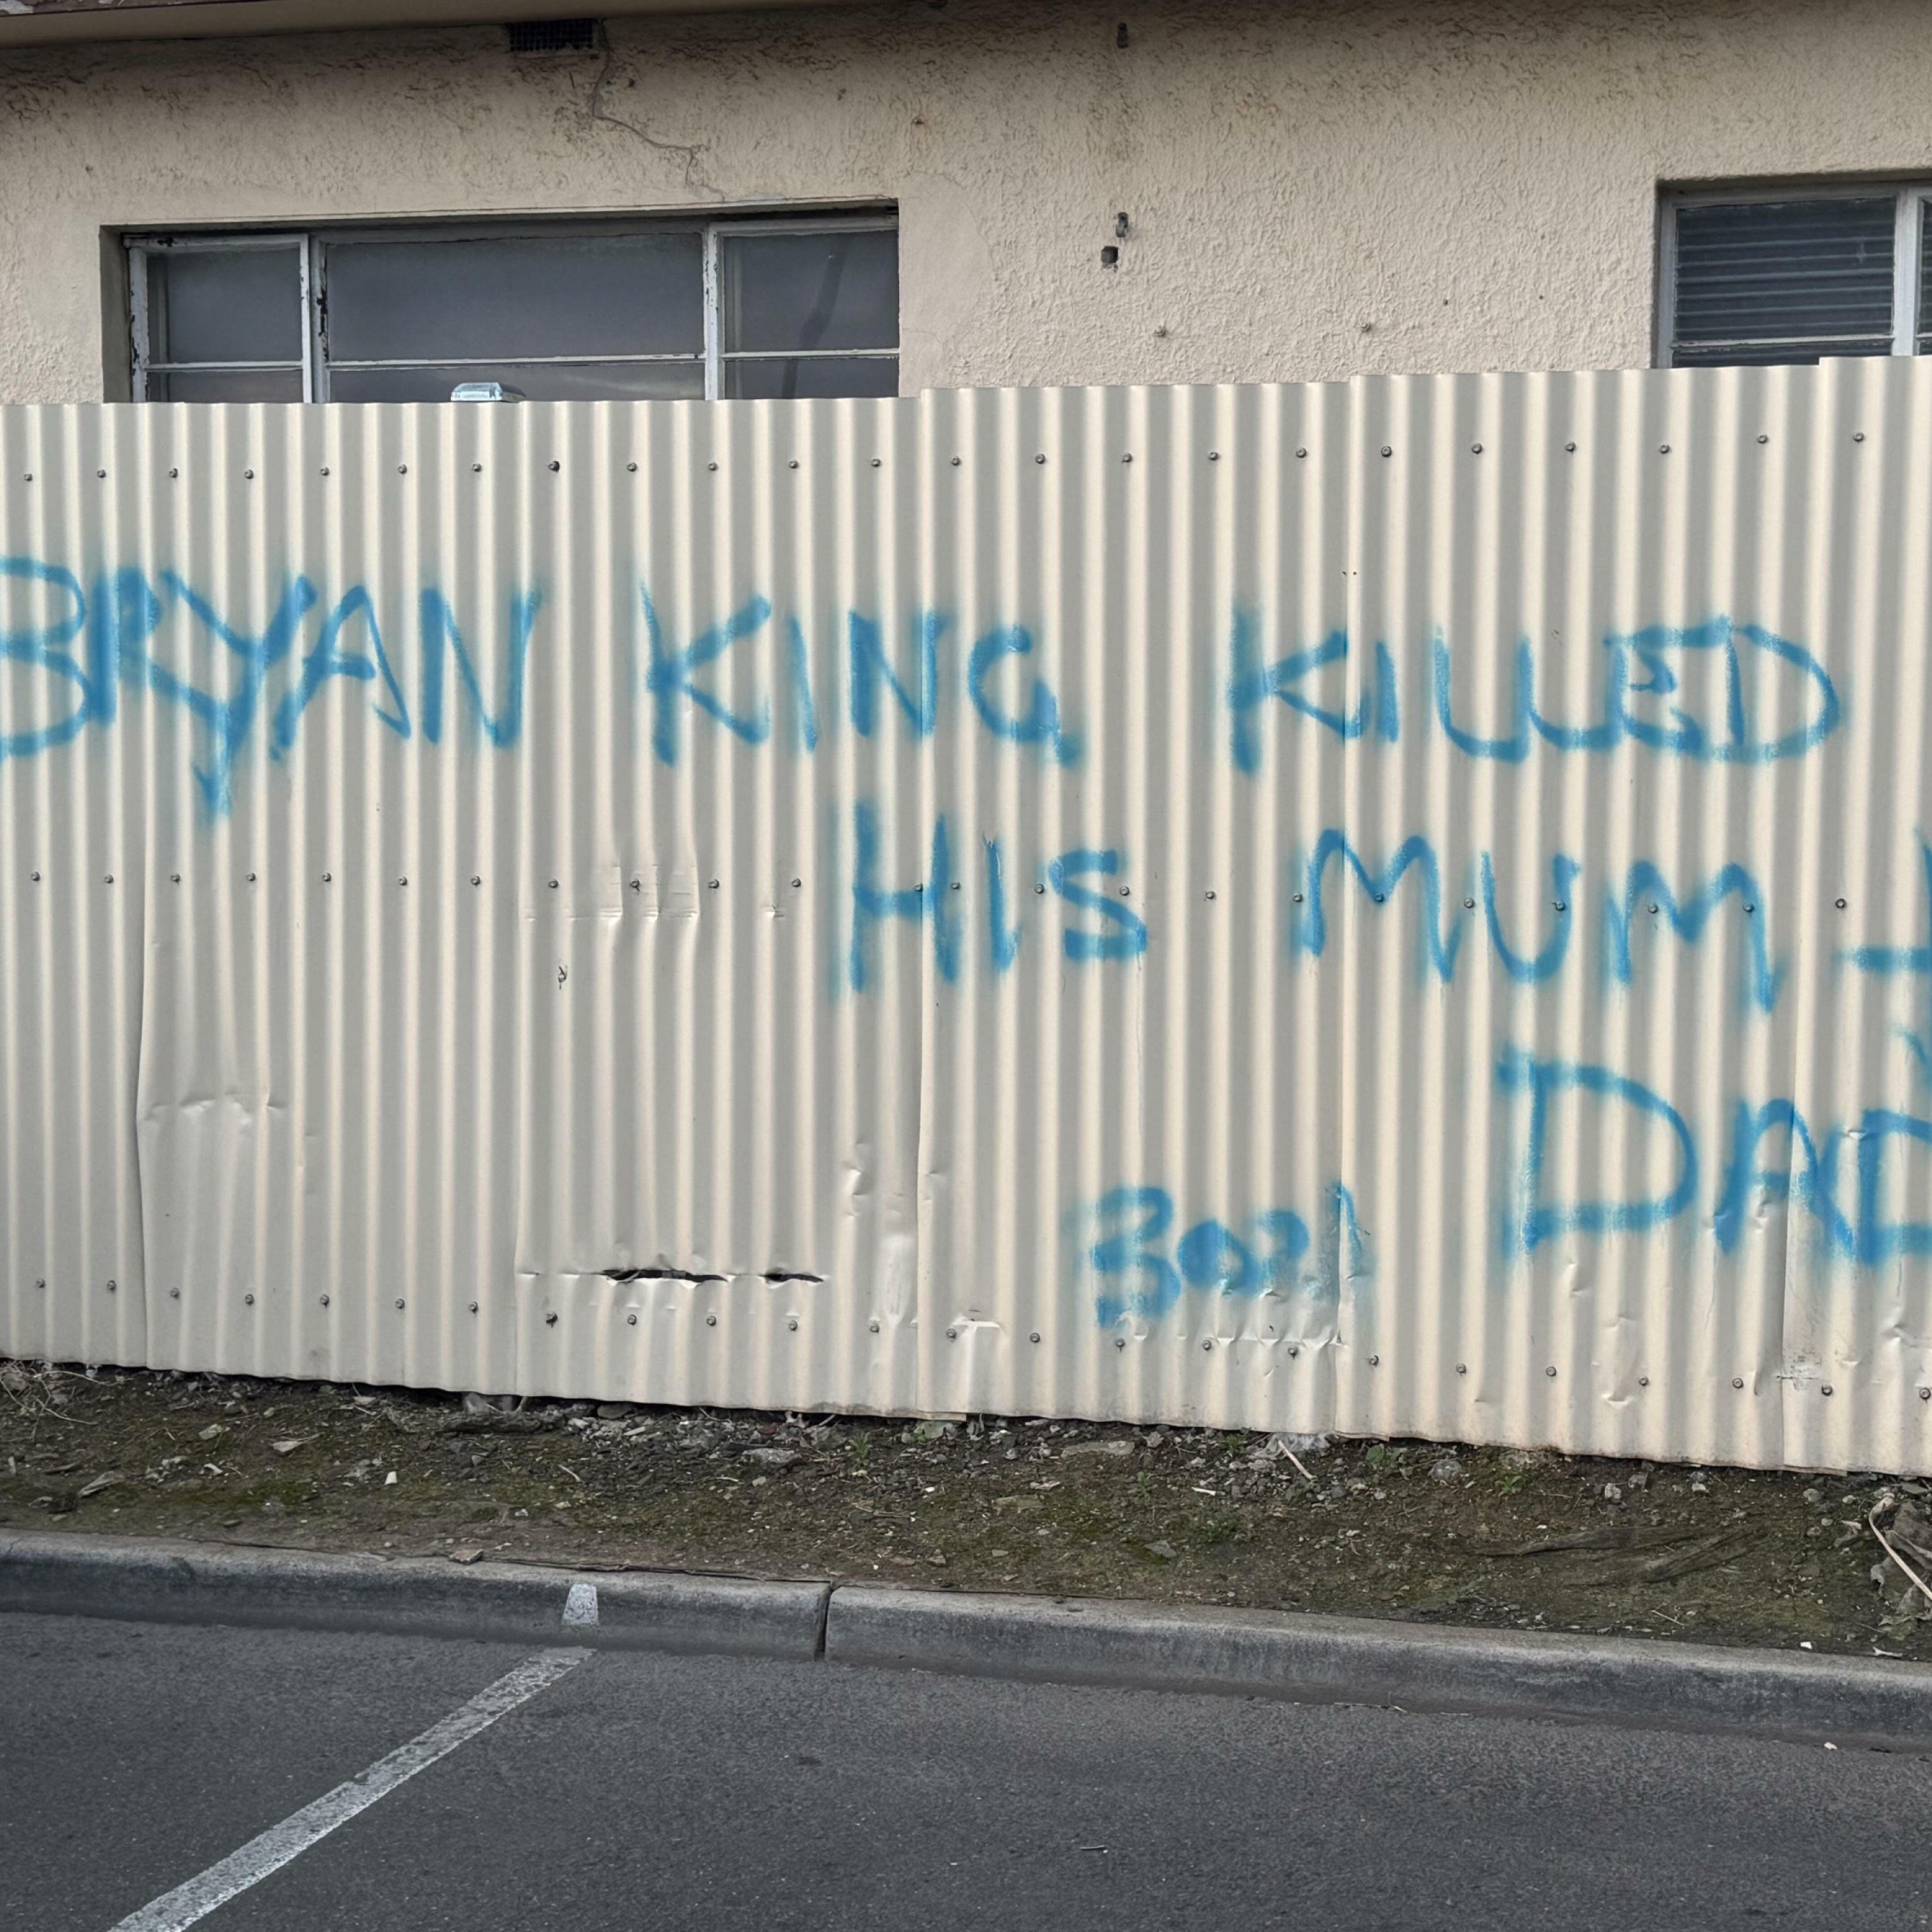 BRYAN KING KILLED
HIS MUM +
DAD